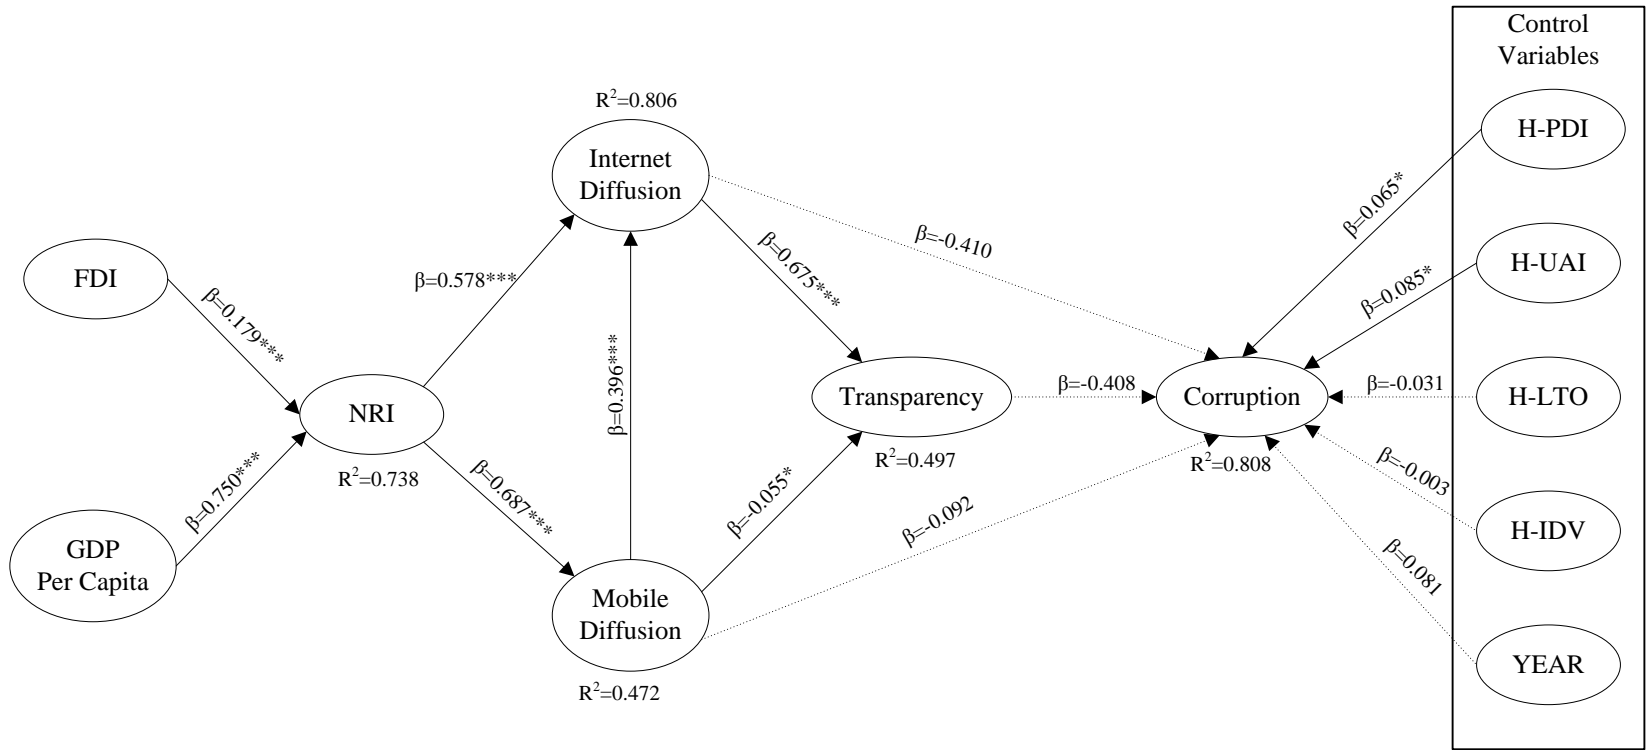 Control
Variables
H-PDI
R²=0.806
Internet
Diffusion
β=0.065*
β=-0.410
H-UAI
β=0.675***
FDI
β=0.578***
β=0.085*
β=0.179***
β=0.396***
Transparency
β=-0.408
Corruption
β=-0.031
H-LTO
NRI
R²=0.497
R²=0.808
R²=0.738
β=0.750***
β=0.687***
β=-0.055*
β=-0.092
β=-0.003
H-IDV
GDP
Per Capita
β=0.081
Mobile
Diffusion
YEAR
R²=0.472